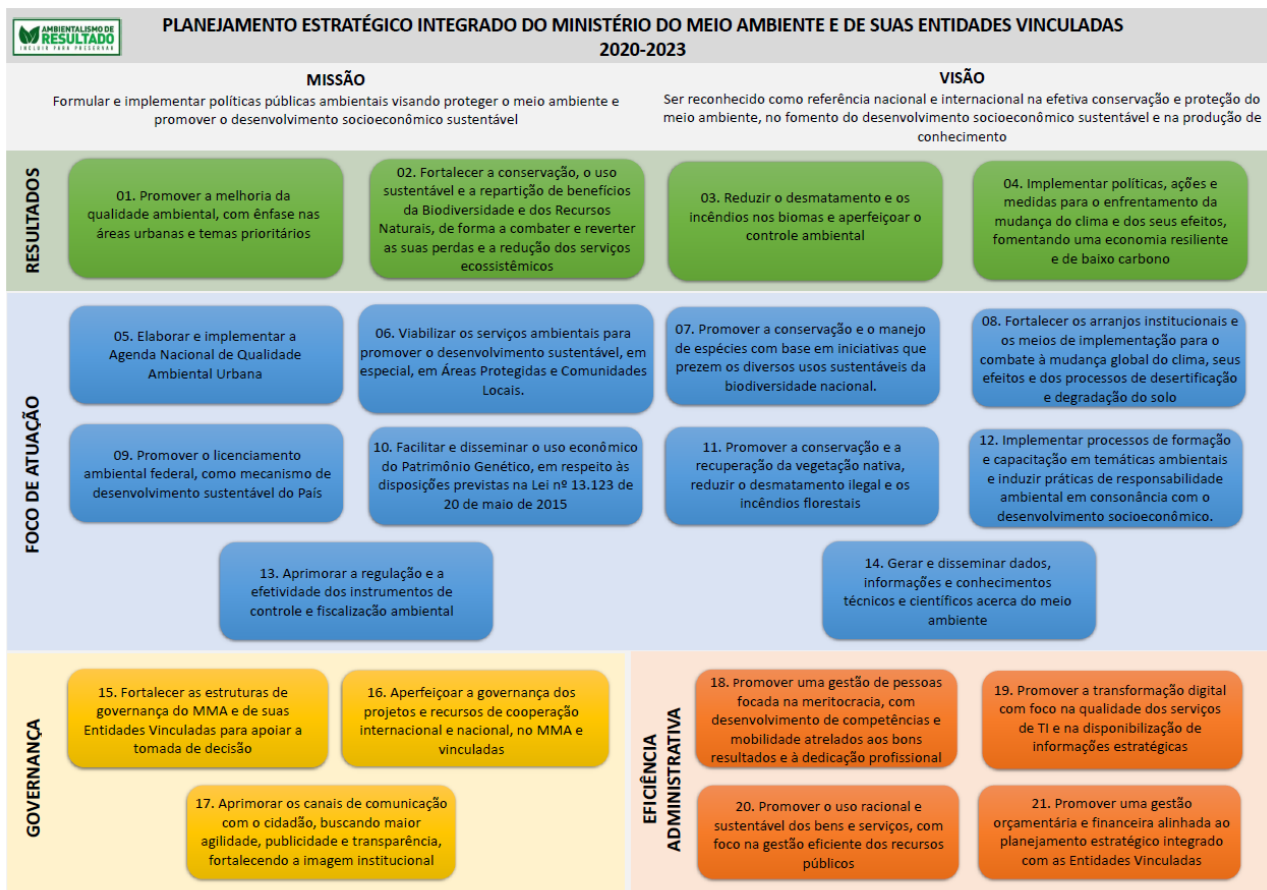 AMBIENTALISMO DE
RESULTADO
INCLUIR PARA PRESERVAR
PLANEJAMENTO ESTRATÉGICO INTEGRADO DO MINISTÉRIO DO MEIO AMBIENTE E DE SUAS ENTIDADES VINCULADAS
2020-2023
MISSÃO
Formular e implementar políticas públicas ambientais visando proteger o meio ambiente e
promover o desenvolvimento socioeconômico sustentável
VISÃO
Ser reconhecido como referência nacional e internacional na efetiva conservação e proteção do
meio ambiente, no fomento do desenvolvimento socioeconômico sustentável e na produção de
conhecimento
RESULTADOS
01. Promover a melhoria da
qualidade ambiental, com ênfase nas
áreas urbanas e temas prioritários
02. Fortalecer a conservação, o uso
sustentável e a repartição de benefícios
da Biodiversidade e dos Recursos
Naturais, de forma a combater e reverter
as suas perdas e a redução dos serviços
ecossistêmicos
03. Reduzir o desmatamento e os
incêndios nos biomas e aperfeiçoar o
controle ambiental
04. Implementar políticas, ações e
medidas para o enfrentamento da
mudança do clima e dos seus efeitos,
fomentando uma economia resiliente
e de baixo carbono
FOCO DE ATUAÇÃO
05. Elaborar e implementar a
Agenda Nacional de Qualidade
Ambiental Urbana
06. Viabilizar os serviços ambientais para
promover o desenvolvimento sustentável, em
especial, em Áreas Protegidas e Comunidades
Locais.
07. Promover a conservação e o manejo
de espécies com base em iniciativas que
prezem os diversos usos sustentáveis da
biodiversidade nacional.
08. Fortalecer os arranjos institucionais e
os meios de implementação para o
combate à mudança global do clima, seus
efeitos e dos processos de desertificação
e degradação do solo
09. Promover o licenciamento
ambiental federal, como mecanismo de
desenvolvimento sustentável do País
10. Facilitar e disseminar o uso econômico
do Patrimônio Genético, em respeito às
disposições previstas na Lei nº 13.123 de
20 de maio de 2015
11. Promover a conservação e a
recuperação da vegetação nativa,
reduzir o desmatamento ilegal e os
incêndios florestais
12. Implementar processos de formação
e capacitação em temáticas ambientais
e induzir práticas de responsabilidade
ambiental em consonância com o
desenvolvimento socioeconômico.
13. Aprimorar a regulação e a
efetividade dos instrumentos de
controle e fiscalização ambiental
14. Gerar e disseminar dados,
informações e conhecimentos
técnicos e científicos acerca do meio
ambiente
GOVERNANÇA
15. Fortalecer as estruturas de
governança do MMA e de suas
Entidades Vinculadas para apoiar a
tomada de decisão
16. Aperfeiçoar a governança dos
projetos e recursos de cooperação
internacional e nacional, no MMA e
vinculadas
17. Aprimorar os canais de comunicação
com o cidadão, buscando maior
agilidade, publicidade e transparência,
fortalecendo a imagem institucional
EFICIÊNCIA
ADMINISTRATIVA
18. Promover uma gestão de pessoas
focada na meritocracia, com
desenvolvimento de competências e
mobilidade atrelados aos bons
resultados e à dedicação profissional
19. Promover a transformação digital
com foco na qualidade dos serviços
de TI e na disponibilização de
informações estratégicas
20. Promover o uso racional e
sustentável dos bens e serviços, com
foco na gestão eficiente dos recursos
públicos
21. Promover uma gestão
orçamentária e financeira alinhada ao
planejamento estratégico integrado
com as Entidades Vinculadas